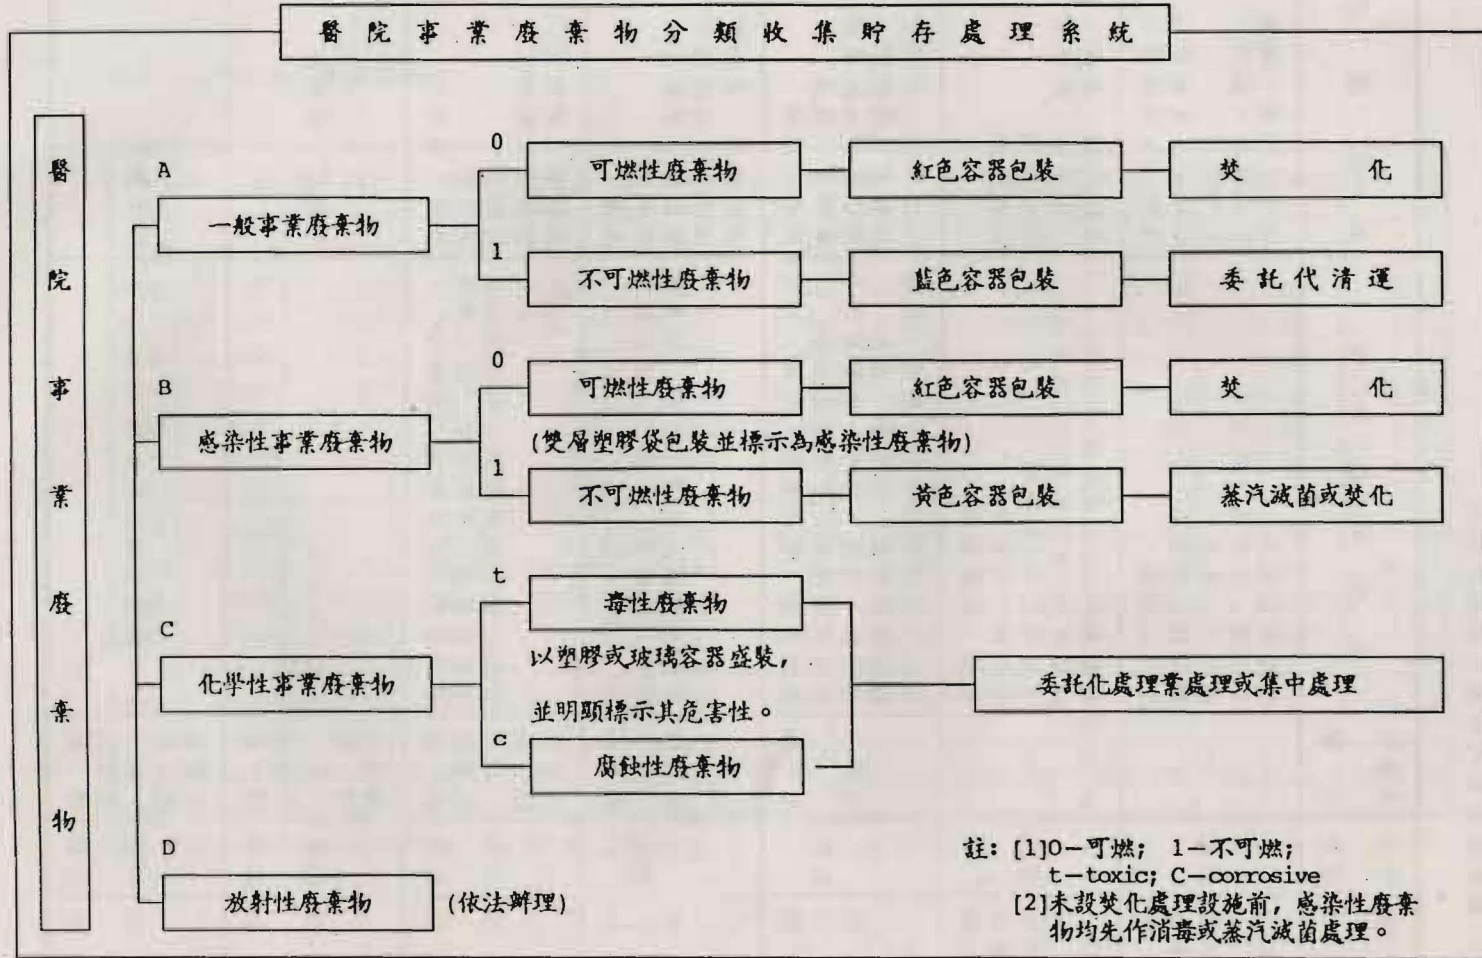 醫院事業廢棄物分類收集貯存處理系統
醫院事業廢棄物
A
一般事業廢棄物
0
可燃性廢棄物
紅色容器包裝
焚化
1
不可燃性廢棄物
藍色容器包裝
委託代清運
B
感染性事業廢棄物
0
可燃性廢棄物
紅色容器包裝
焚化
(雙層塑膠袋包裝並標示為感染性廢棄物)
1
不可燃性廢棄物
黃色容器包裝
蒸汽滅菌或焚化
C
化學性事業廢棄物
t
毒性廢棄物
以塑膠或玻璃容器盛裝,
並明顯標示其危害性。
c
腐蝕性廢棄物
委託化處理業處理或集中處理
D
放射性廢棄物
(依法辦理)
註: [1]0—可燃; 1—不可燃;
t—toxic; C—corrosive
[2]未設焚化處理設施前, 感染性廢棄
物均先作消毒或蒸汽滅菌處理。